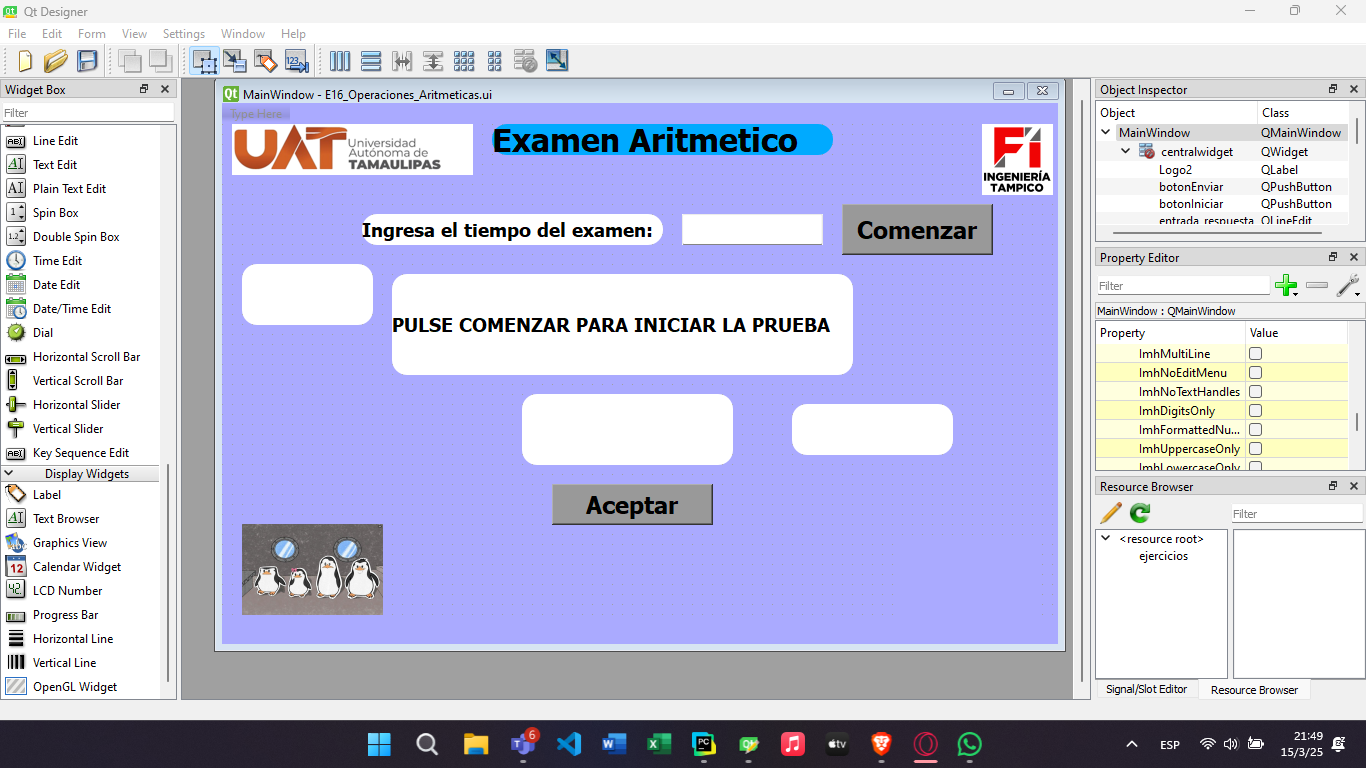 Qt Designer
File Edit Form View Settings Window Help
Widget Box
Filter
Line Edit
Text Edit
Plain Text Edit
Spin Box
Double Spin Box
Time Edit
Date Edit
Date/Time Edit
Dial
Horizontal Scroll Bar
Vertical Scroll Bar
Horizontal Slider
Vertical Slider
Key Sequence Edit
Display Widgets
Label
Text Browser
Graphics View
Calendar Widget
LCD Number
Progress Bar
Horizontal Line
Vertical Line
OpenGL Widget
MainWindow - E16_Operaciones_Aritmeticas.ui
Type Here
UAT
Universidad
Autónoma de
TAMAULIPAS
Examen Aritmetico
Fi
INGENIERÍA
TAMPICO
Ingresa el tiempo del examen:
Comenzar
PULSE COMENZAR PARA INICIAR LA PRUEBA
Aceptar
Object Inspector
Object Class
MainWindow QMainWindow
centralwidget QWidget
Logo2 QLabel
botonEnviar QPushButton
botonIniciar QPushButton
entrada_respuesta QLineEdit
Property Editor
Filter
MainWindow : QMainWindow
Property Value
ImhMultiLine
ImhNoEditMenu
ImhNoTextHandles
ImhDigitsOnly
ImhFormattedNu...
ImhUppercaseOnly
ImhLowercaseOnly
Resource Browser
Filter
<resource root>
ejercicios
Signal/Slot Editor Resource Browser
6
tv
ESP
21:49
15/3/25